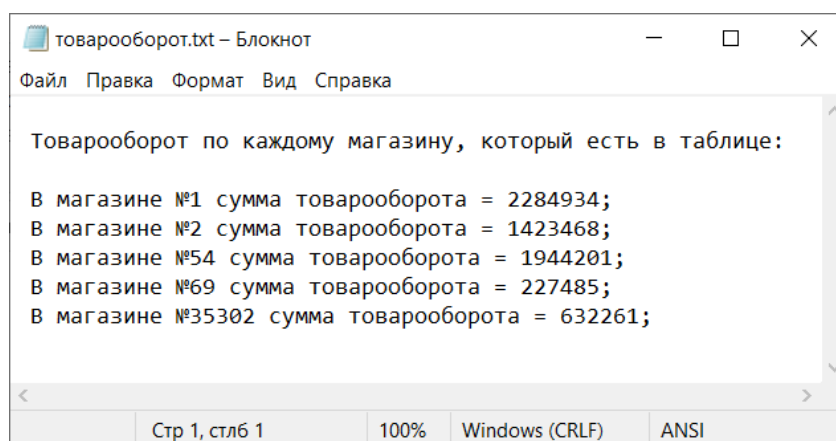 товарооборот.txt – Блокнот
Файл Правка Формат Вид Справка
Товарооборот по каждому магазину, который есть в таблице:
В магазине №1 сумма товарооборота = 2284934;
В магазине №2 сумма товарооборота = 1423468;
В магазине №54 сумма товарооборота = 1944201;
В магазине №69 сумма товарооборота = 227485;
В магазине №35302 сумма товарооборота = 632261;
Стр 1, стлб 1 100% Windows (CRLF) ANSI